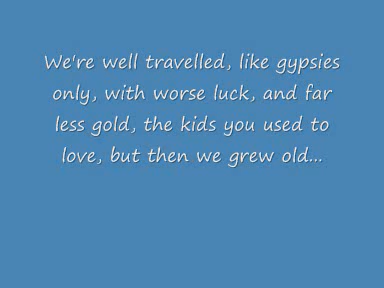 We're well travelled, like gypsies
only, with worse luck, and far
less gold, the kids you used to
love, but then we grew old...